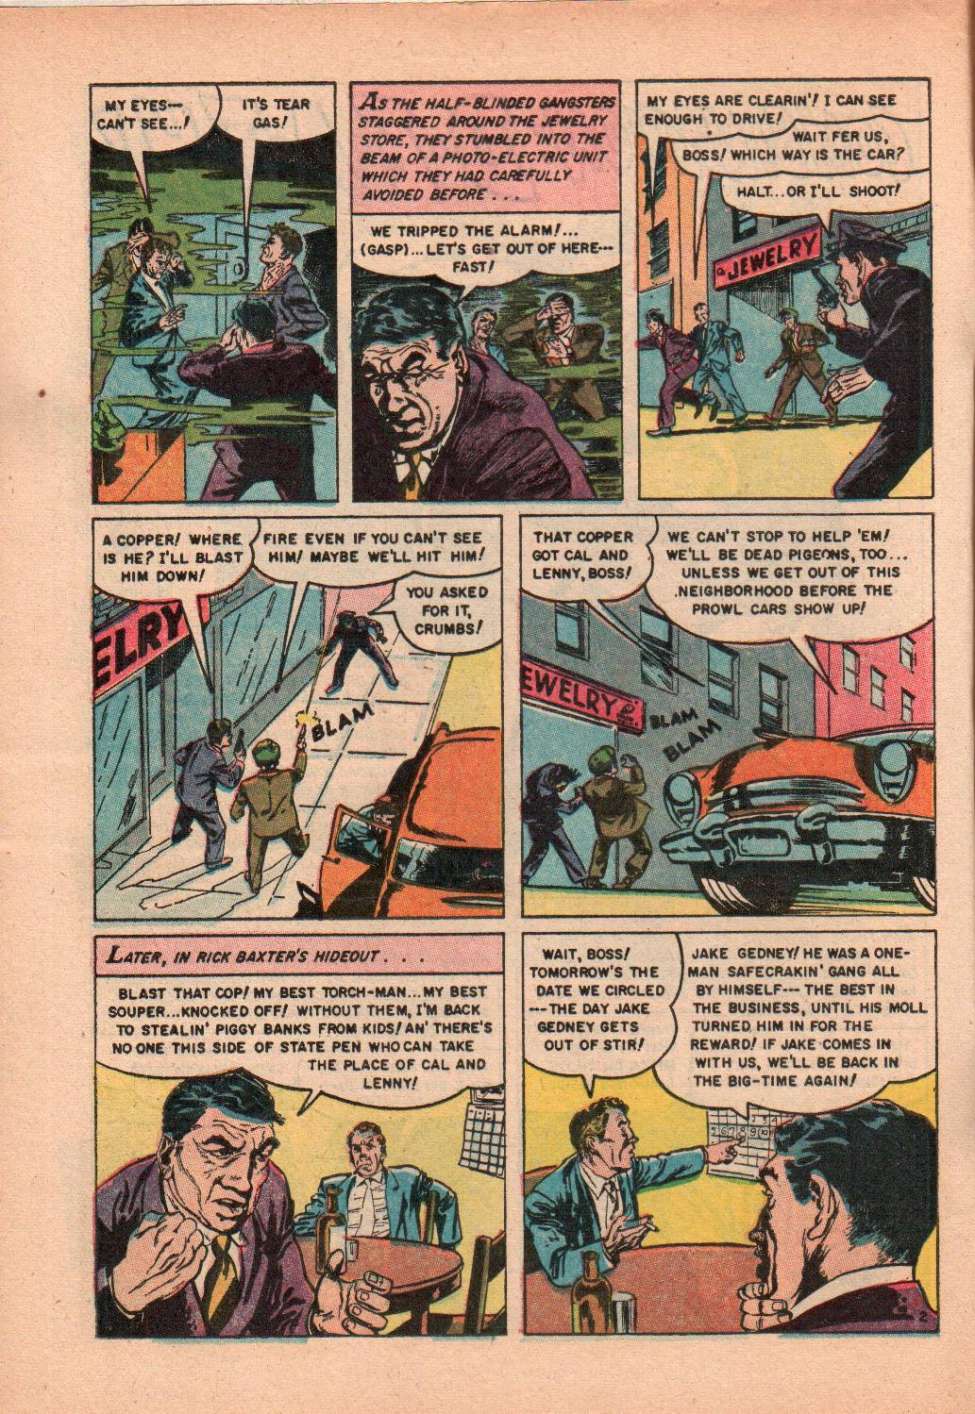 MY EYES---
CAN'T SEE...!
IT'S TEAR
GAS!
AS THE HALF-BLINDED GANGSTERS
STAGGERED AROUND THE JEWELRY
STORE, THEY STUMBLED INTO THE
BEAM OF A PHOTO-ELECTRIC UNIT
WHICH THEY HAD CAREFULLY
AVOIDED BEFORE . . .
WE TRIPPED THE ALARM!...
(GASP)...LET'S GET OUT OF HERE---
FAST!
MY EYES ARE CLEARIN'! I CAN SEE
ENOUGH TO DRIVE!
WAIT FER US,
BOSS! WHICH WAY IS THE CAR?
HALT...OR I'LL SHOOT!
JEWELRY
A COPPER! WHERE
IS HE? I'LL BLAST
HIM DOWN!
FIRE EVEN IF YOU CAN'T SEE
HIM! MAYBE WE'LL HIT HIM!
YOU ASKED
FOR IT,
CRUMBS!
ELRY
BLAM
THAT COPPER
GOT CAL AND
LENNY, BOSS!
WE CAN'T STOP TO HELP 'EM!
WE'LL BE DEAD PIGEONS, TOO...
UNLESS WE GET OUT OF THIS
NEIGHBORHOOD BEFORE THE
PROWL CARS SHOW UP!
EWELRY
BLAM
BLAM
LATER, IN RICK BAXTER'S HIDEOUT . . .
BLAST THAT COP! MY BEST TORCH-MAN...MY BEST
SOUPER...KNOCKED OFF! WITHOUT THEM, I'M BACK
TO STEALIN' PIGGY BANKS FROM KIDS! AN' THERE'S
NO ONE THIS SIDE OF STATE PEN WHO CAN TAKE
THE PLACE OF CAL AND
LENNY!
WAIT, BOSS!
TOMORROW'S THE
DATE WE CIRCLED
---THE DAY JAKE
GEDNEY GETS
OUT OF STIR!
JAKE GEDNEY! HE WAS A ONE-
MAN SAFECRAKIN' GANG ALL
BY HIMSELF--- THE BEST IN
THE BUSINESS, UNTIL HIS MOLL
TURNED HIM IN FOR THE
REWARD! IF JAKE COMES IN
WITH US, WE'LL BE BACK IN
THE BIG-TIME AGAIN!
2